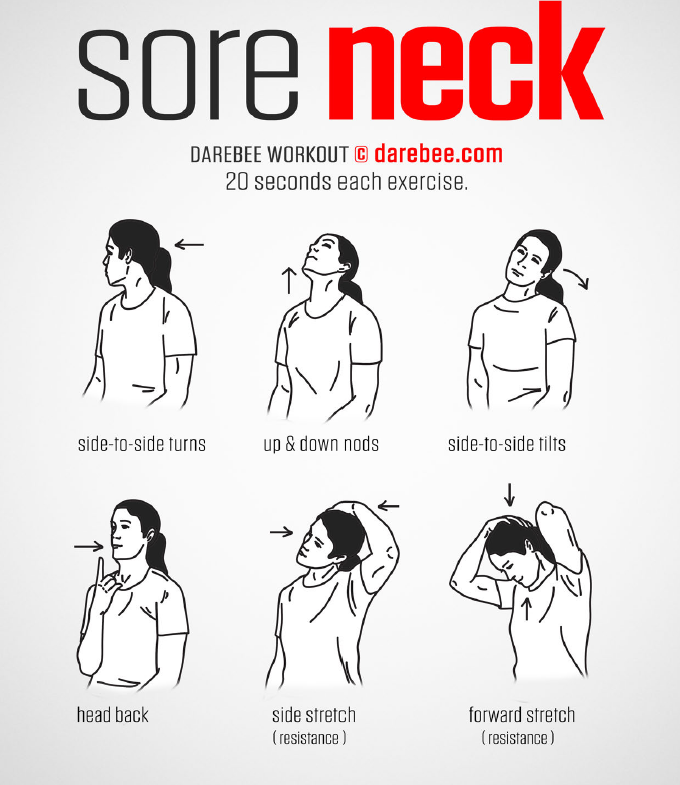 sore neck
DAREBEE WORKOUT © darebee.com
20 seconds each exercise.
side-to-side turns
up & down nods
side-to-side tilts
head back
side stretch
( resistance )
forward stretch
( resistance )